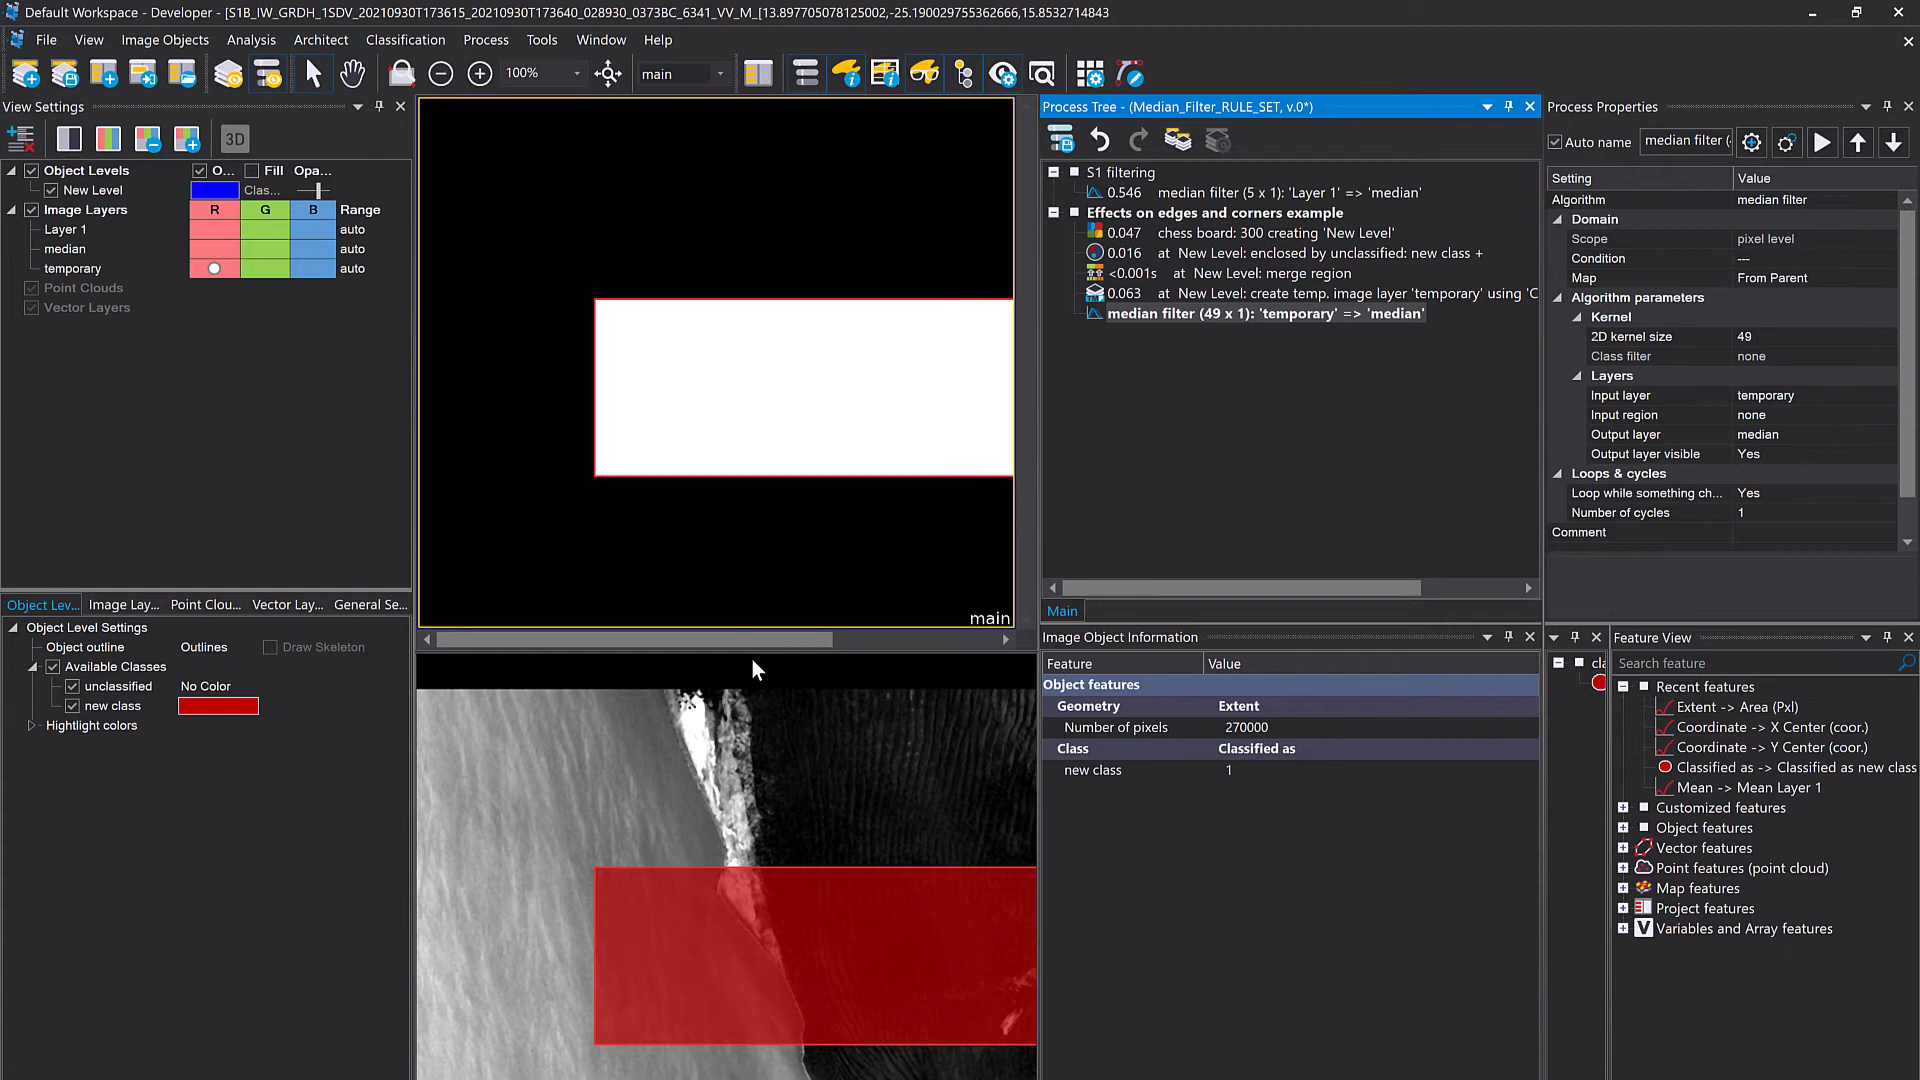 Default Workspace - Developer - [S1B_IW_GRDH_1SDV_20210930T173615_20210930T173640_028930_0373BC_6341_VV_M_[13.897705078125002,-25.190029755362666,15.8532714843
File View Image Objects Analysis Architect Classification Process Tools Window Help
100% main
View Settings
3D
Object Levels O... Fill Opa...
New Level Clas...
Image Layers R G B Range
Layer 1 auto
median auto
temporary auto
Point Clouds
Vector Layers
Object Lev... Image Lay... Point Clou... Vector Lay... General Se...
Object Level Settings
Object outline Outlines Draw Skeleton
Available Classes
unclassified No Color
new class
Highlight colors
main
Process Tree - (Median_Filter_RULE_SET, v.0*)
S1 filtering
0.546 median filter (5 x 1): 'Layer 1' => 'median'
Effects on edges and corners example
0.047 chess board: 300 creating 'New Level'
0.016 at New Level: enclosed by unclassified: new class +
<0.001s at New Level: merge region
0.063 at New Level: create temp. image layer 'temporary' using 'C
median filter (49 x 1): 'temporary' => 'median'
Main
Process Properties
Auto name median filter (
Setting Value
Algorithm median filter
Domain
Scope pixel level
Condition ---
Map From Parent
Algorithm parameters
Kernel
2D kernel size 49
Class filter none
Layers
Input layer temporary
Input region none
Output layer median
Output layer visible Yes
Loops & cycles
Loop while something ch... Yes
Number of cycles 1
Comment
Image Object Information
Feature Value
Object features
Geometry Extent
Number of pixels 270000
Class Classified as
new class 1
cla
Feature View
Search feature
Recent features
Extent -> Area (Pxl)
Coordinate -> X Center (coor.)
Coordinate -> Y Center (coor.)
Classified as -> Classified as new class
Mean -> Mean Layer 1
Customized features
Object features
Vector features
Point features (point cloud)
Map features
Project features
V Variables and Array features